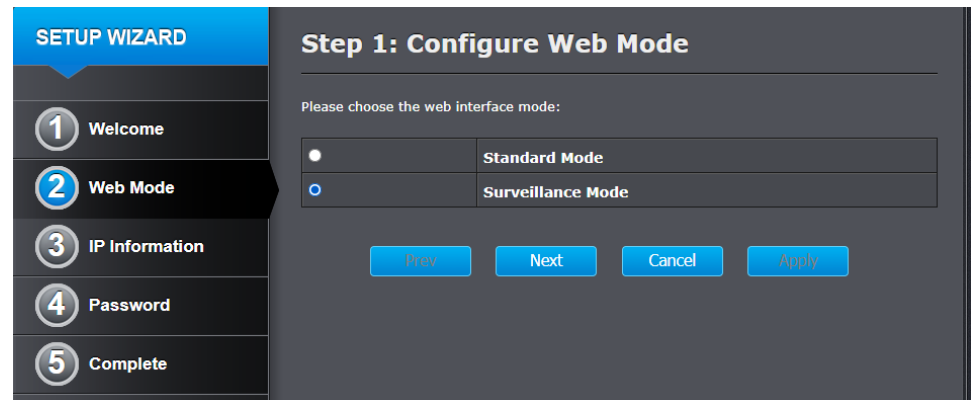 SETUP WIZARD
1 Welcome
2 Web Mode
3 IP Information
4 Password
5 Complete
Step 1: Configure Web Mode
Please choose the web interface mode:
Standard Mode
Surveillance Mode
Prev Next Cancel Apply